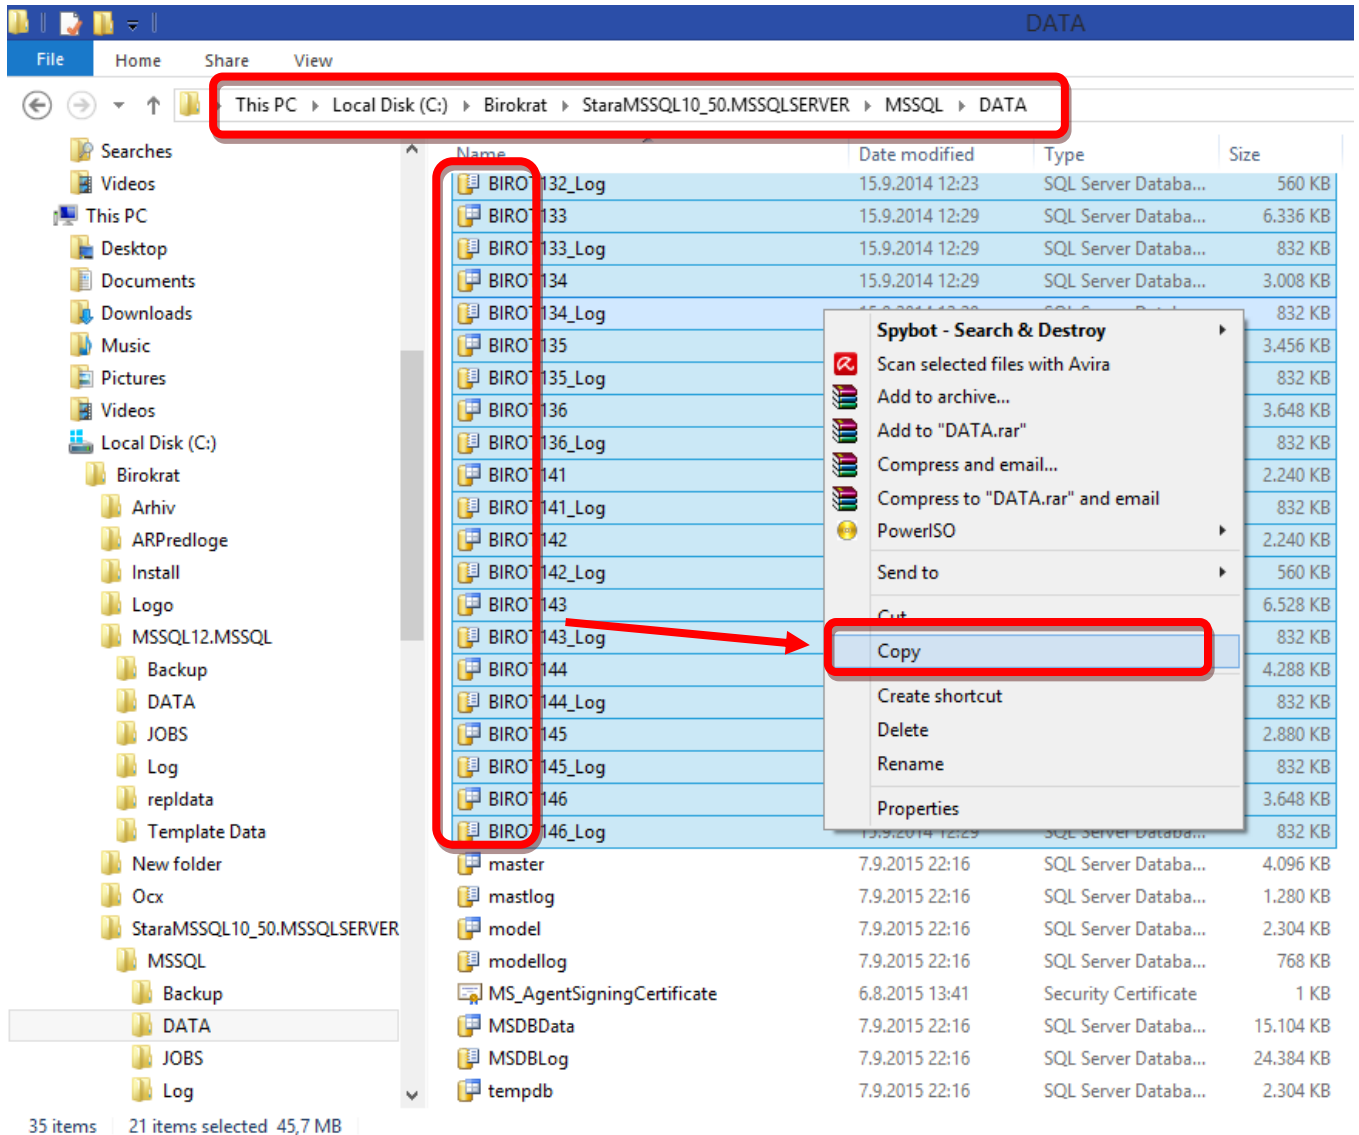 DATA
File Home Share View
This PC Local Disk (C:) Birokrat StaraMSSQL10_50.MSSQLSERVER MSSQL DATA
Searches
Videos
This PC
Desktop
Documents
Downloads
Music
Pictures
Videos
Local Disk (C:)
Birokrat
Arhiv
ARPredloge
Install
Logo
MSSQL12.MSSQL
Backup
DATA
JOBS
Log
repldata
Template Data
New folder
Ocx
StaraMSSQL10_50.MSSQLSERVER
MSSQL
Backup
DATA
JOBS
Log
Name Date modified Type Size
BIROT132_Log 15.9.2014 12:23 SQL Server Databa... 560 KB
BIROT133 15.9.2014 12:29 SQL Server Databa... 6.336 KB
BIROT133_Log 15.9.2014 12:29 SQL Server Databa... 832 KB
BIROT134 15.9.2014 12:29 SQL Server Databa... 3.008 KB
BIROT134_Log 832 KB
BIROT135 3.456 KB
BIROT135_Log 832 KB
BIROT136 3.648 KB
BIROT136_Log 832 KB
BIROT141 2.240 KB
BIROT141_Log 832 KB
BIROT142 2.240 KB
BIROT142_Log 560 KB
BIROT143 6.528 KB
BIROT143_Log 832 KB
BIROT144 4.288 KB
BIROT144_Log 832 KB
BIROT145 2.880 KB
BIROT145_Log 832 KB
BIROT146 3.648 KB
BIROT146_Log 15.9.2014 12:29 SQL Server Databa... 832 KB
master 7.9.2015 22:16 SQL Server Databa... 4.096 KB
mastlog 7.9.2015 22:16 SQL Server Databa... 1.280 KB
model 7.9.2015 22:16 SQL Server Databa... 2.304 KB
modellog 7.9.2015 22:16 SQL Server Databa... 768 KB
MS_AgentSigningCertificate 6.8.2015 13:41 Security Certificate 1 KB
MSDBData 7.9.2015 22:16 SQL Server Databa... 15.104 KB
MSDBLog 7.9.2015 22:16 SQL Server Databa... 24.384 KB
tempdb 7.9.2015 22:16 SQL Server Databa... 2.304 KB
Spybot - Search & Destroy
Scan selected files with Avira
Add to archive...
Add to "DATA.rar"
Compress and email...
Compress to "DATA.rar" and email
PowerISO
Send to
Cut
Copy
Create shortcut
Delete
Rename
Properties
35 items 21 items selected 45,7 MB